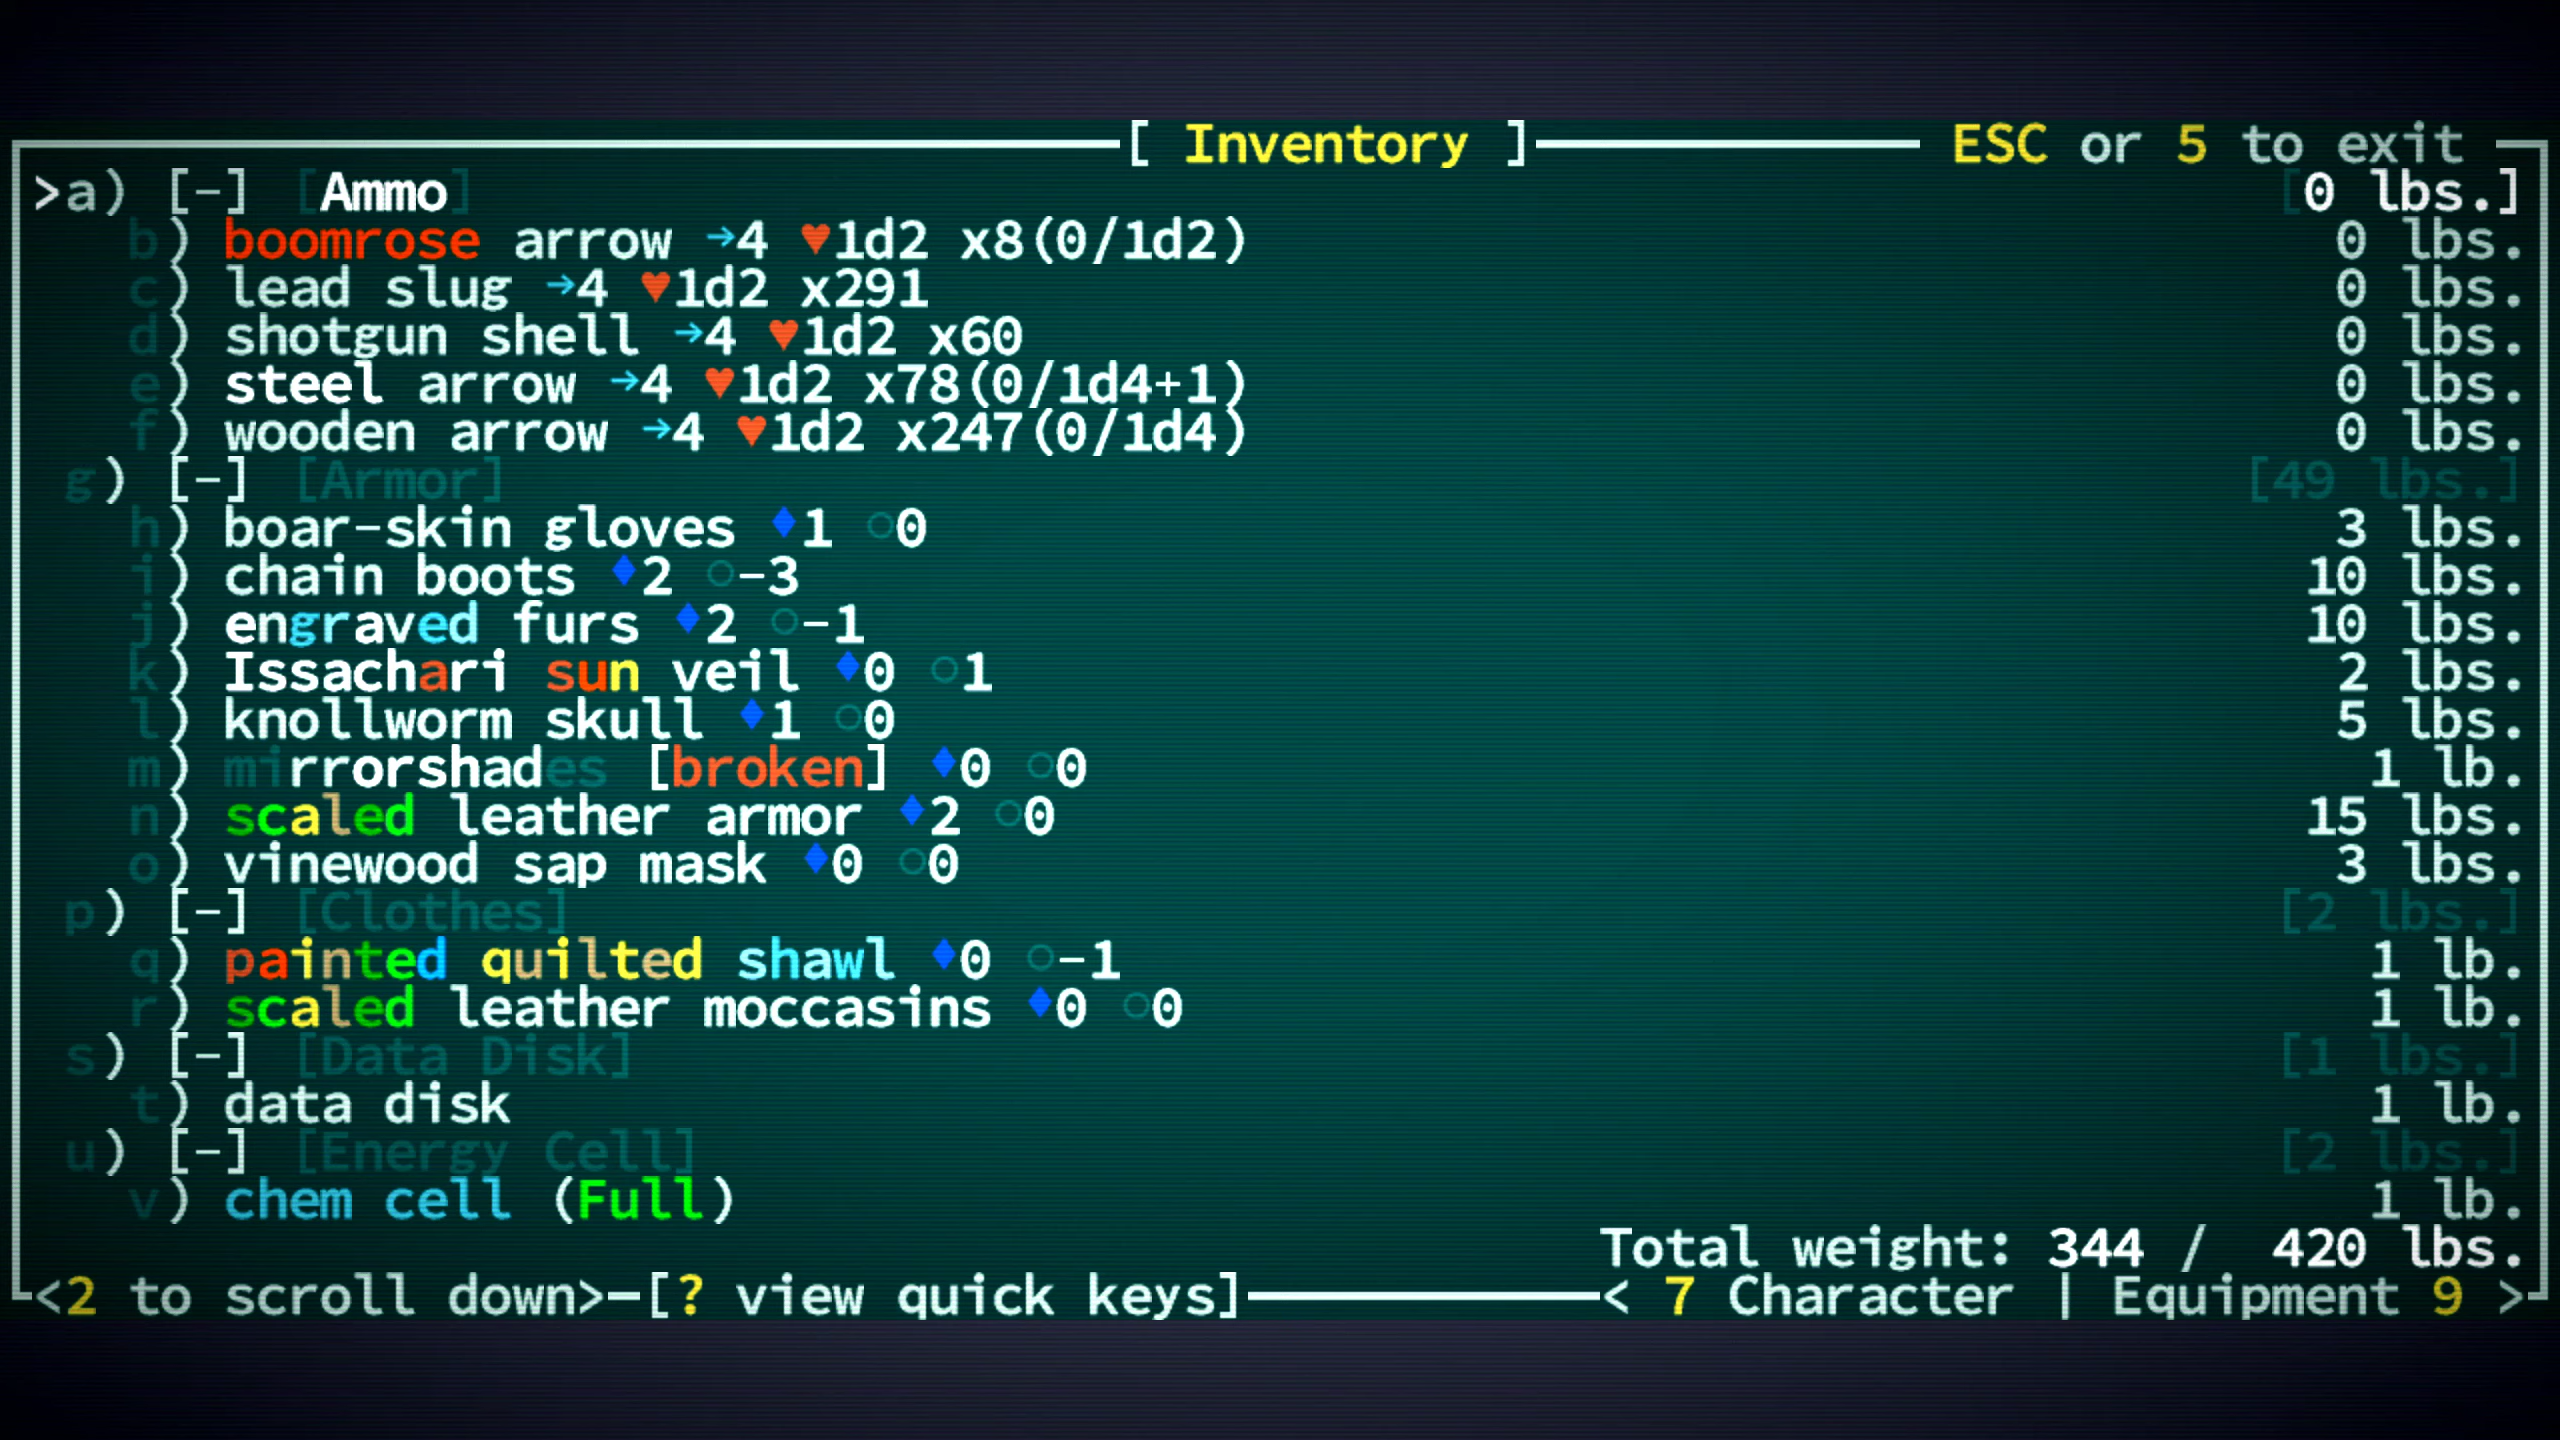 [ Inventory ] ESC or 5 to exit
>a) [-] [Ammo] [0 lbs.]
b) boomrose arrow →4 ♥1d2 x8(0/1d2) 0 lbs.
c) lead slug →4 ♥1d2 x291 0 lbs.
d) shotgun shell →4 ♥1d2 x60 0 lbs.
e) steel arrow →4 ♥1d2 x78(0/1d4+1) 0 lbs.
f) wooden arrow →4 ♥1d2 x247(0/1d4) 0 lbs.
g) [-] [Armor] [49 lbs.]
h) boar-skin gloves ♦1 ○0 3 lbs.
i) chain boots ♦2 ○-3 10 lbs.
j) engraved furs ♦2 ○-1 10 lbs.
k) Issachari sun veil ♦0 ○1 2 lbs.
l) knollworm skull ♦1 ○0 5 lbs.
m) mirrorshades [broken] ♦0 ○0 1 lb.
n) scaled leather armor ♦2 ○0 15 lbs.
o) vinewood sap mask ♦0 ○0 3 lbs.
p) [-] [Clothes] [2 lbs.]
q) painted quilted shawl ♦0 ○-1 1 lb.
r) scaled leather moccasins ♦0 ○0 1 lb.
s) [-] [Data Disk] [1 lbs.]
t) data disk 1 lb.
u) [-] [Energy Cell] [2 lbs.]
v) chem cell (Full) 1 lb.
Total weight: 344 / 420 lbs.
<2 to scroll down> [? view quick keys] < 7 Character | Equipment 9 >